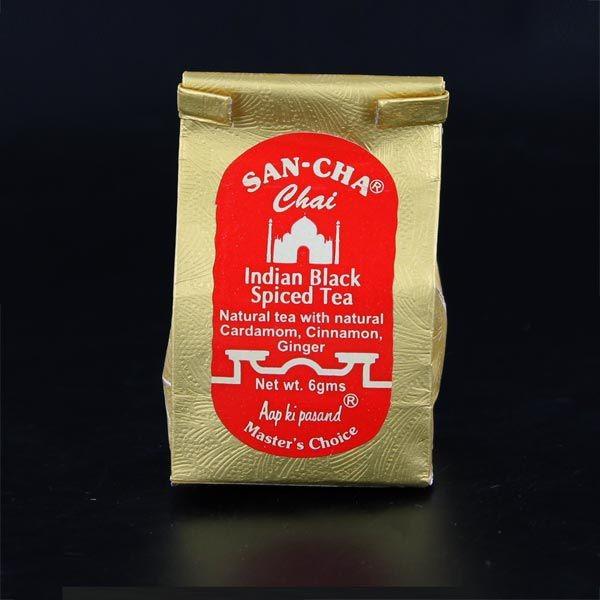 SAN-CHA®
Chai
Indian Black
Spiced Tea
Natural tea with natural
Cardamom, Cinnamon,
Ginger
Net wt. 6gms
Aap ki pasand®
Master's Choice